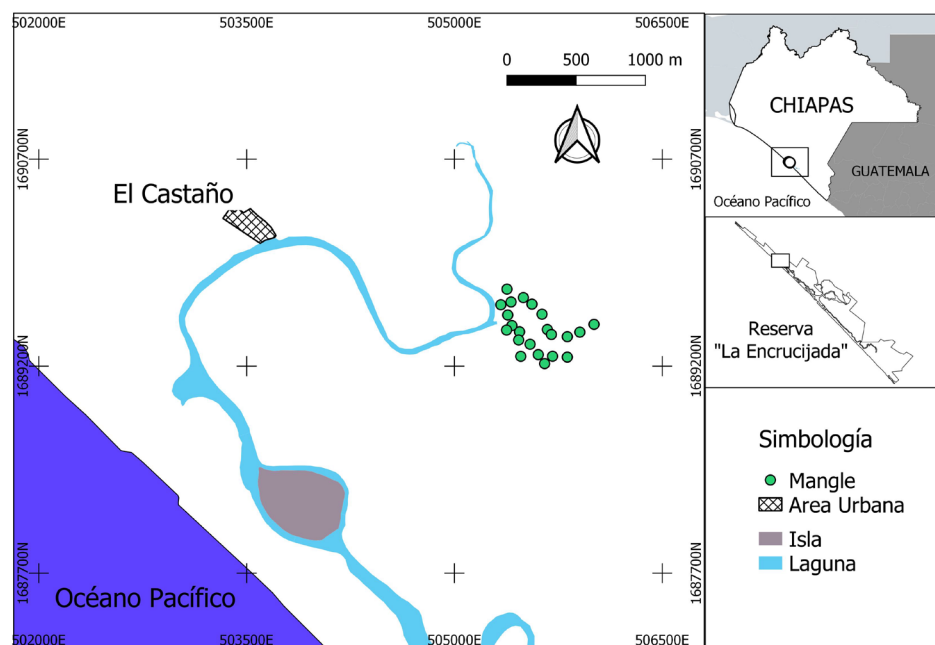 502000E
503500E
505000E
506500E
0 500 1000 m
1690700N
1690700N
El Castaño
1689200N
1689200N
1687700N
1687700N
Océano Pacífico
502000E
503500E
505000E
506500E
CHIAPAS
GUATEMALA
Océano Pacífico
Reserva
"La Encrucijada"
Simbología
Mangle
Area Urbana
Isla
Laguna